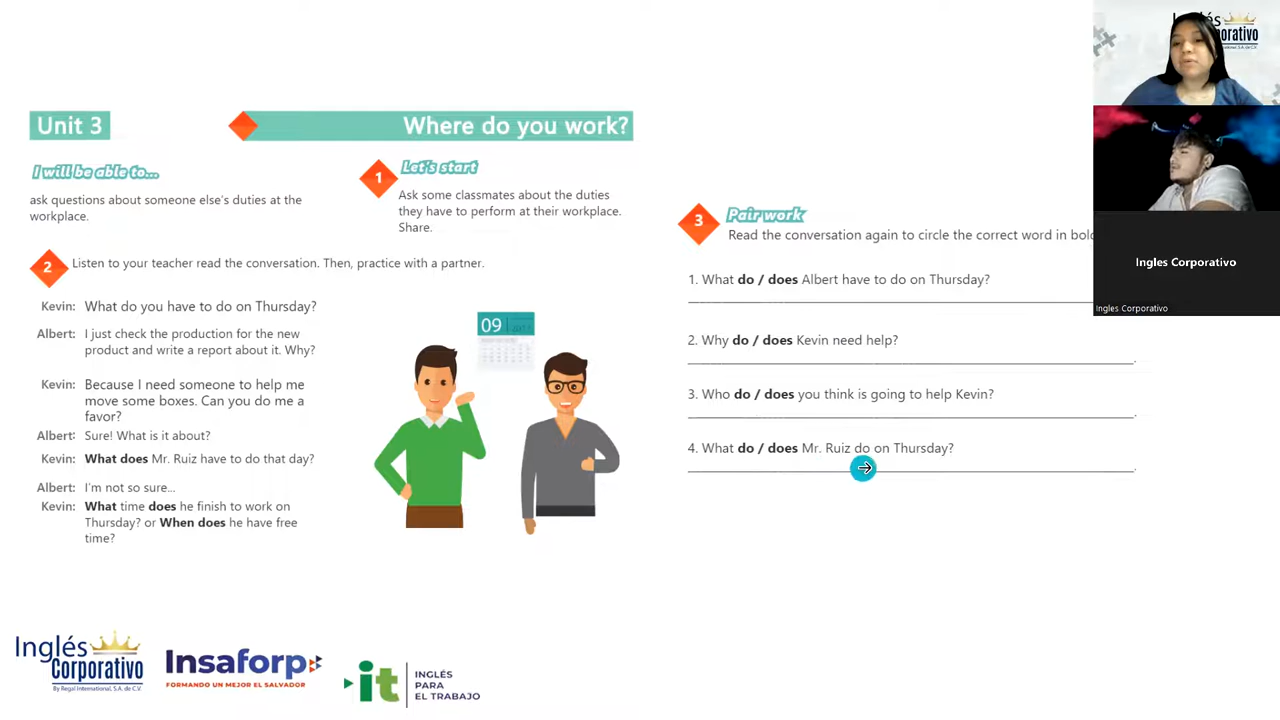 Unit 3
Where do you work?
I will be able to...
ask questions about someone else's duties at the
workplace.
1
Let's start
Ask some classmates about the duties
they have to perform at their workplace.
Share.
2
Listen to your teacher read the conversation. Then, practice with a partner.
Kevin: What do you have to do on Thursday?
Albert: I just check the production for the new
product and write a report about it. Why?
Kevin: Because I need someone to help me
move some boxes. Can you do me a
favor?
Albert: Sure! What is it about?
Kevin: What does Mr. Ruiz have to do that day?
Albert: I'm not so sure...
Kevin: What time does he finish to work on
Thursday? or When does he have free
time?
09
3
Pair work
Read the conversation again to circle the correct word in bold
1. What do / does Albert have to do on Thursday?
2. Why do / does Kevin need help?
3. Who do / does you think is going to help Kevin?
4. What do / does Mr. Ruiz do on Thursday?
Inglés
Corporativo
By Regal International, S.A. de C.V.
Insaforp
FORMANDO UN MEJOR EL SALVADOR
it
INGLÉS
PARA
EL TRABAJO
Ingles Corporativo
Ingles Corporativo